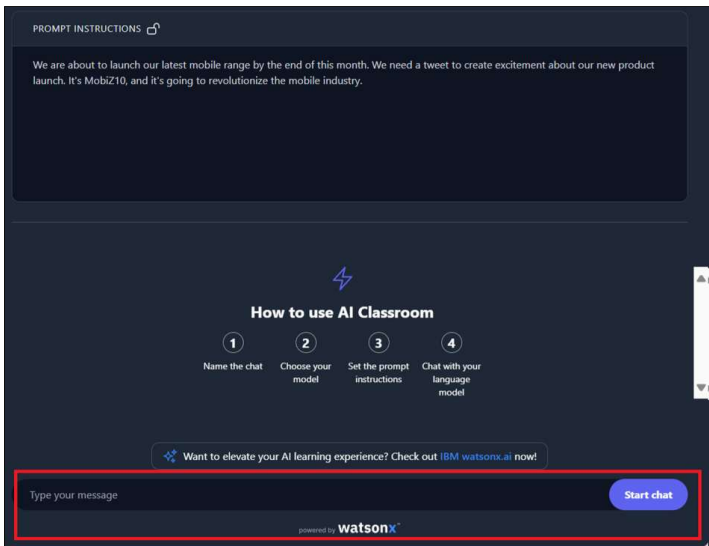 PROMPT INSTRUCTIONS
We are about to launch our latest mobile range by the end of this month. We need a tweet to create excitement about our new product
launch. It's MobiZ10, and it's going to revolutionize the mobile industry.
How to use AI Classroom
1 2 3 4
Name the chat Choose your model Set the prompt instructions Chat with your language model
Want to elevate your AI learning experience? Check out IBM watsonx.ai now!
Type your message Start chat
powered by watsonx